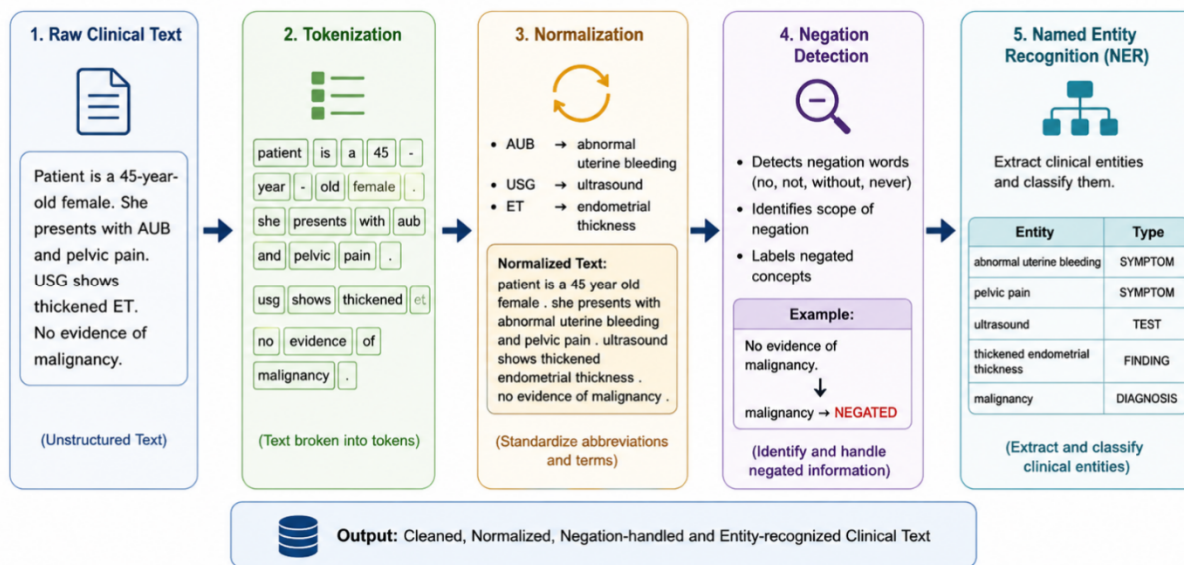 1. Raw Clinical Text
Patient is a 45-year-
old female. She
presents with AUB
and pelvic pain.
USG shows
thickened ET.
No evidence of
malignancy.
(Unstructured Text)
2. Tokenization
patient is a 45 -
year - old female .
she presents with aub
and pelvic pain .
usg shows thickened et
no evidence of
malignancy .
(Text broken into tokens)
3. Normalization
• AUB → abnormal
uterine bleeding
• USG → ultrasound
• ET → endometrial
thickness
Normalized Text:
patient is a 45 year old
female . she presents with
abnormal uterine bleeding
and pelvic pain . ultrasound
shows thickened
endometrial thickness .
no evidence of malignancy .
(Standardize abbreviations
and terms)
4. Negation
Detection
• Detects negation words
(no, not, without, never)
• Identifies scope of
negation
• Labels negated
concepts
Example:
No evidence of
malignancy.
malignancy → NEGATED
(Identify and handle
negated information)
5. Named Entity
Recognition (NER)
Extract clinical entities
and classify them.
Entity Type
abnormal uterine bleeding SYMPTOM
pelvic pain SYMPTOM
ultrasound TEST
thickened endometrial
thickness FINDING
malignancy DIAGNOSIS
(Extract and classify
clinical entities)
Output: Cleaned, Normalized, Negation-handled and Entity-recognized Clinical Text